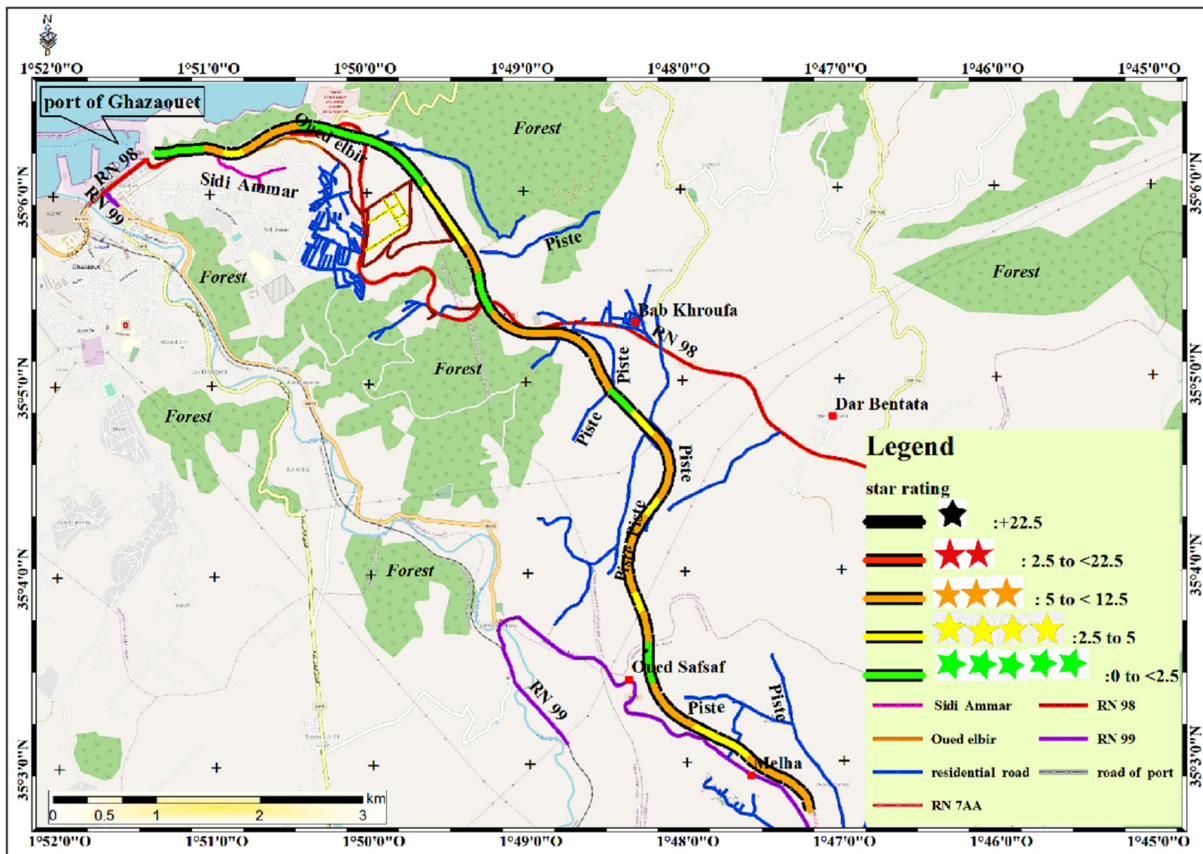 N
1°52'0"O 1°51'0"O 1°50'0"O 1°49'0"O 1°48'0"O 1°47'0"O 1°46'0"O 1°45'0"O
port of Ghazaouet
Oued elbir
Forest
RN 98
RN 99
Sidi Ammar
35°6'0"N
35°6'0"N
Piste
Forest
Forest
Bab Khroufa
RN 98
Forest
Piste
35°5'0"N
35°5'0"N
Forest
Piste
Dar Bentata
Piste
Piste
Piste
35°4'0"N
35°4'0"N
Forest
Oued Safsaf
RN 99
Piste
Piste
Melha
35°3'0"N
35°3'0"N
Legend
star rating
:+22.5
: 2.5 to <22.5
: 5 to < 12.5
:2.5 to 5
:0 to <2.5
Sidi Ammar RN 98
Oued elbir RN 99
residential road road of port
RN 7AA
km
0 0.5 1 2 3
1°52'0"O 1°51'0"O 1°50'0"O 1°49'0"O 1°48'0"O 1°47'0"O 1°46'0"O 1°45'0"O